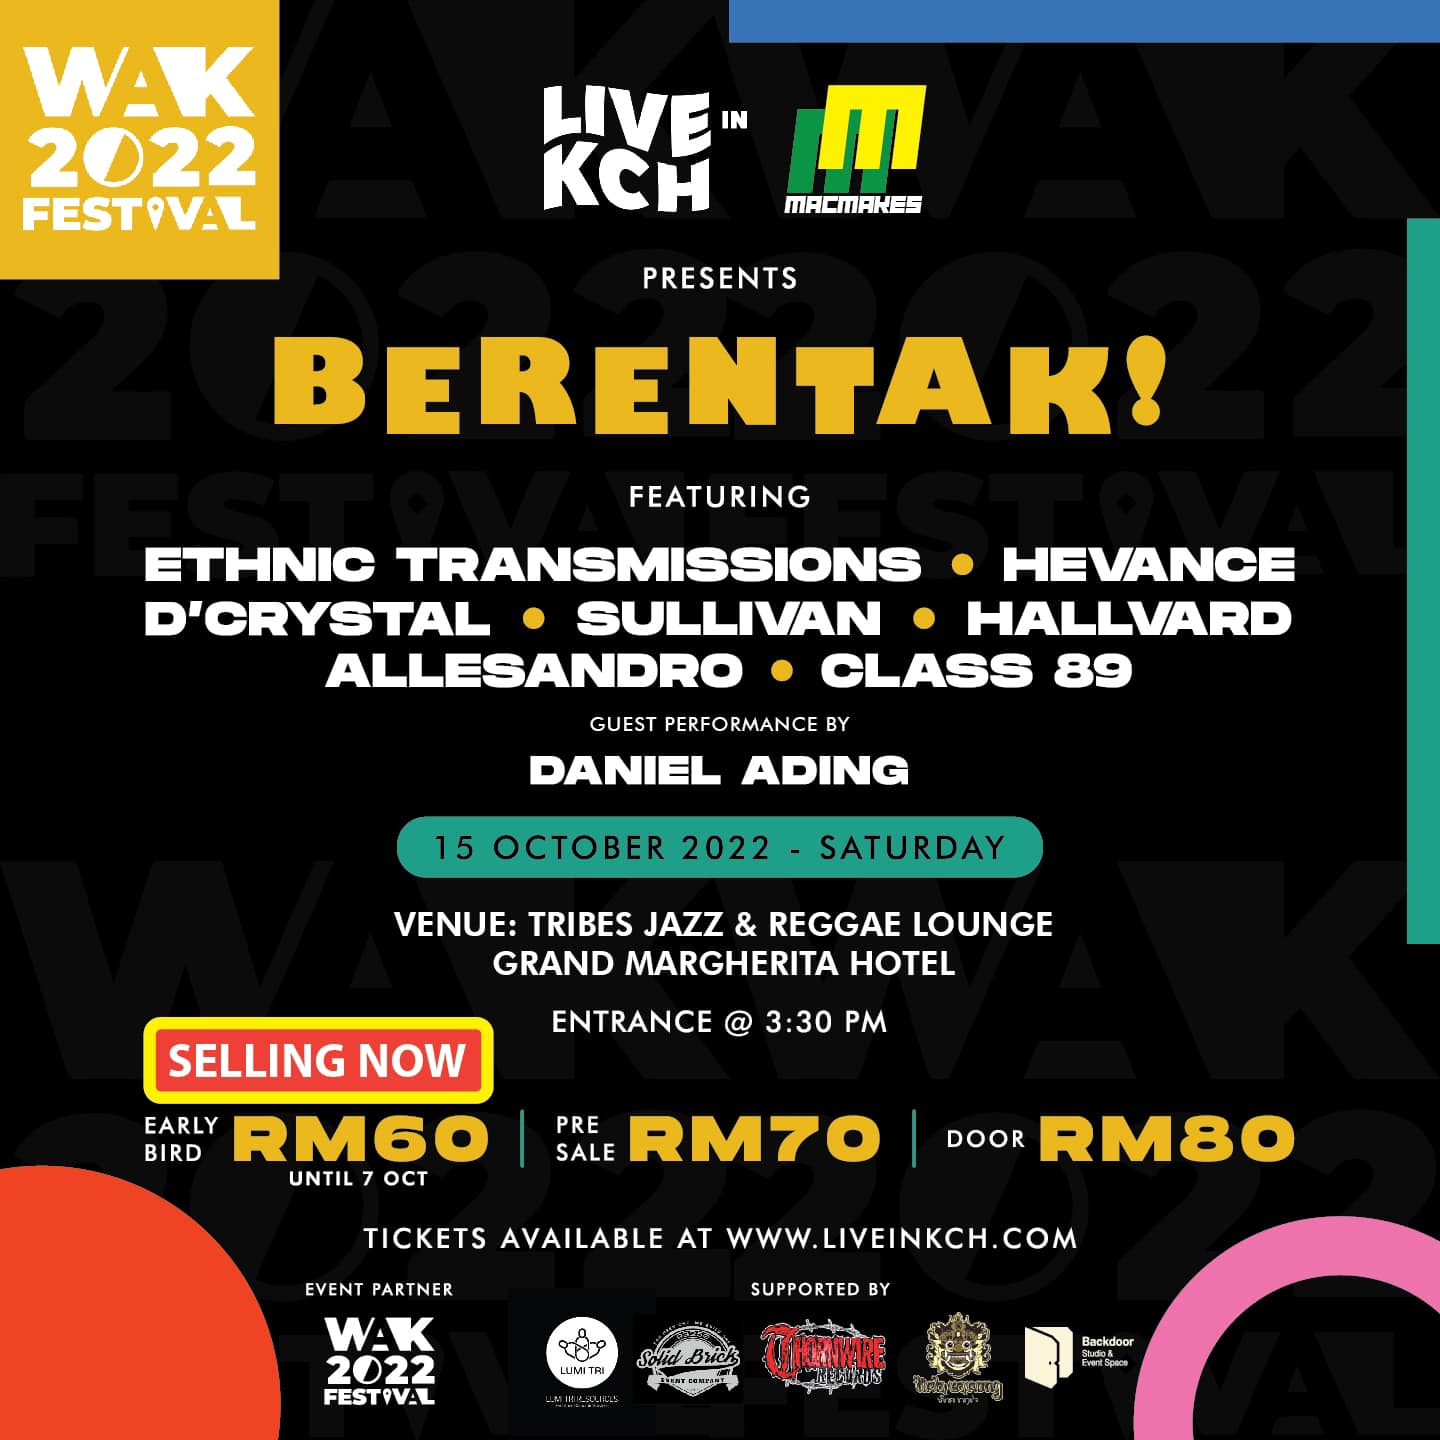 WAK
2022
FESTIVAL
LIVE IN
KCH
MACMAKES
PRESENTS
BERENTAK!
FEATURING
ETHNIC TRANSMISSIONS • HEVANCE
D'CRYSTAL • SULLIVAN • HALLVARD
ALLESANDRO • CLASS 89
GUEST PERFORMANCE BY
DANIEL ADING
15 OCTOBER 2022 - SATURDAY
VENUE: TRIBES JAZZ & REGGAE LOUNGE
GRAND MARGHERITA HOTEL
ENTRANCE @ 3:30 PM
SELLING NOW
EARLY BIRD RM60
UNTIL 7 OCT
PRE SALE RM70
DOOR RM80
TICKETS AVAILABLE AT WWW.LIVEINKCH.COM
EVENT PARTNER
WAK
2022
FESTIVAL
SUPPORTED BY
LUMI TRI
LUMI TRI RESOURCES
Solid Brick
EVENT COMPANY
THORNWIRE
RECORDS
Backdoor
Studio &
Event Space